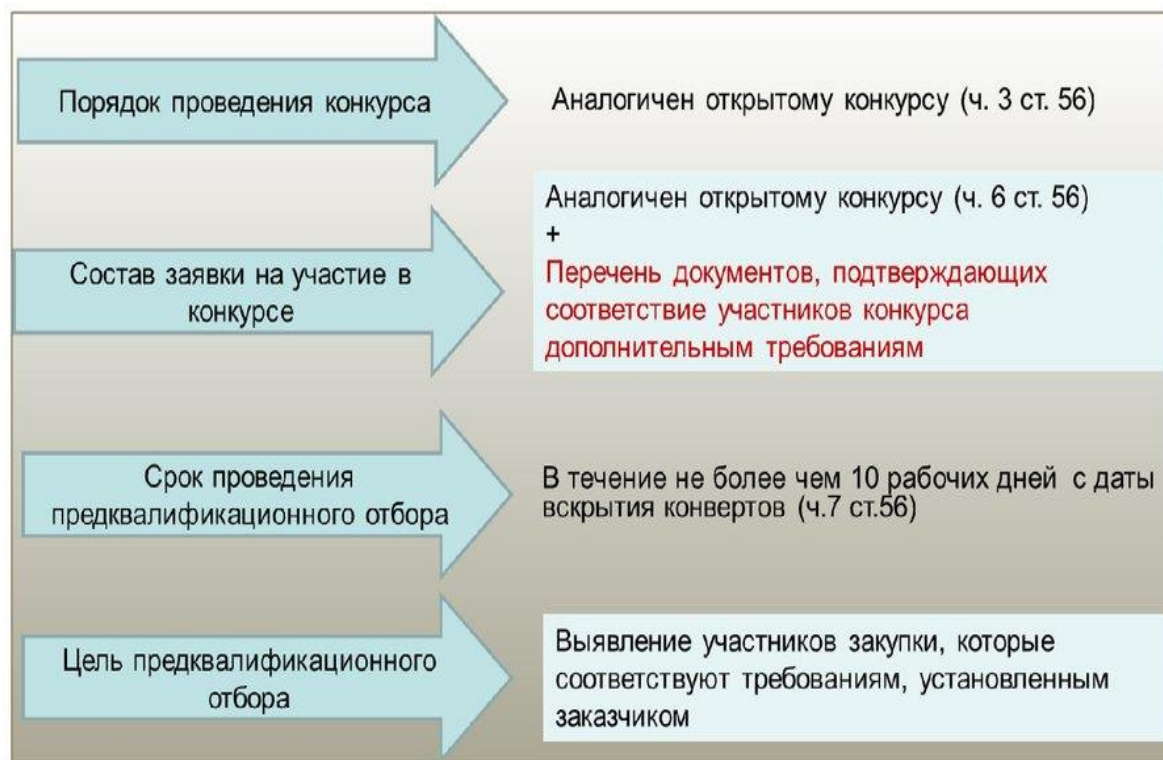 Порядок проведения конкурса
Аналогичен открытому конкурсу (ч. 3 ст. 56)
Состав заявки на участие в
конкурсе
Аналогичен открытому конкурсу (ч. 6 ст. 56)
+
Перечень документов, подтверждающих
соответствие участников конкурса
дополнительным требованиям
Срок проведения
предквалификационного отбора
В течение не более чем 10 рабочих дней с даты
вскрытия конвертов (ч.7 ст.56)
Цель предквалификационного
отбора
Выявление участников закупки, которые
соответствуют требованиям, установленным
заказчиком